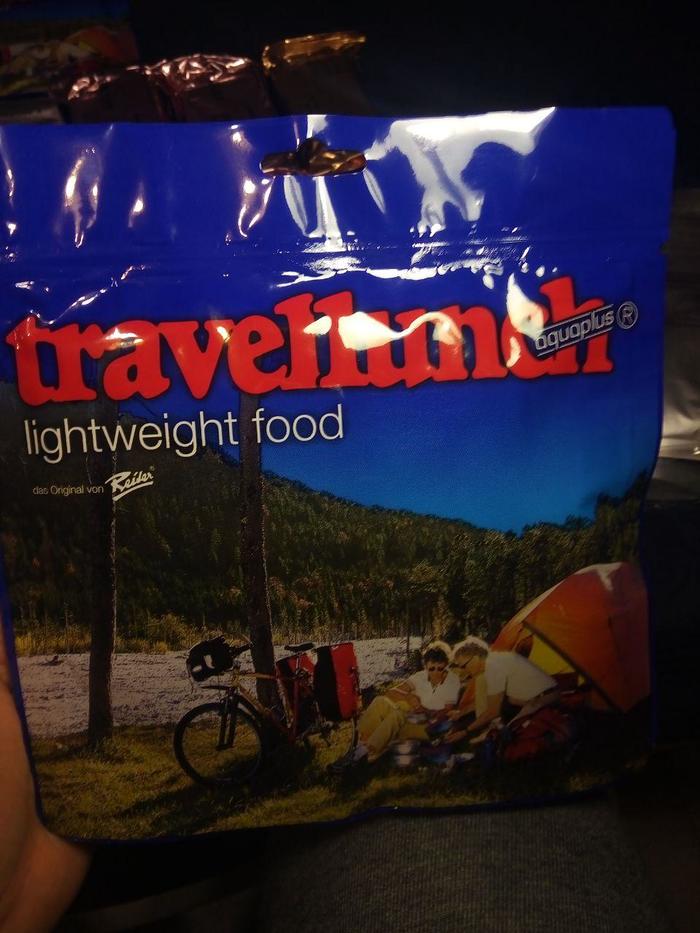 travellunch
aquaplus ®
lightweight food
das Original von Reiter®